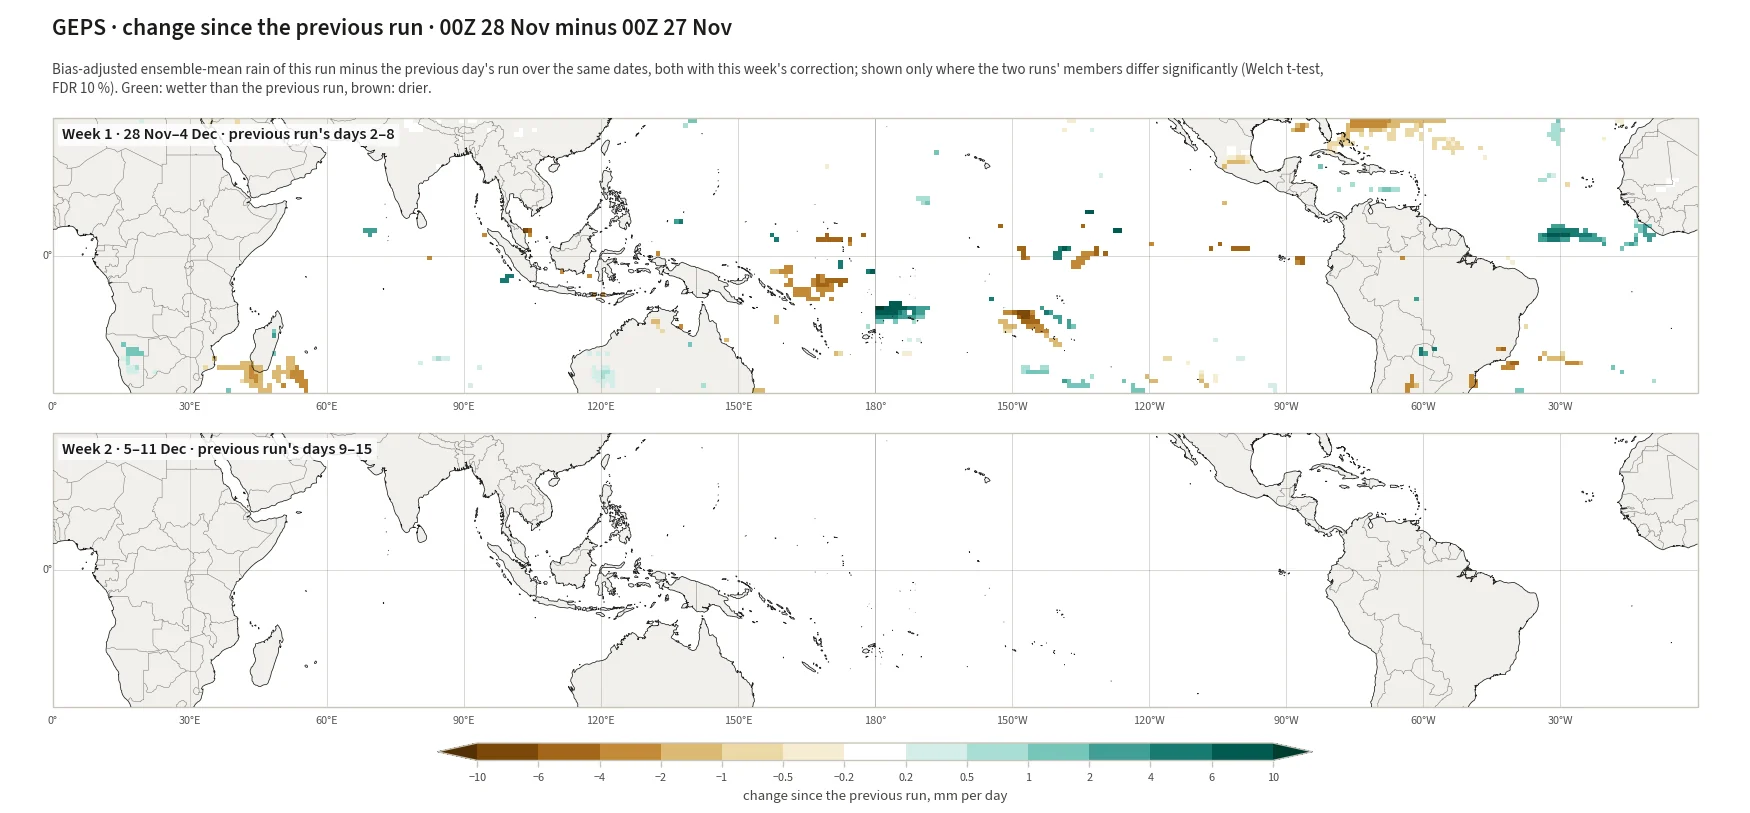 GEPS · change since the previous run · 00Z 28 Nov minus 00Z 27 Nov
Bias-adjusted ensemble-mean rain of this run minus the previous day's run over the same dates, both with this week's correction; shown only where the two runs' members differ significantly (Welch t-test,
FDR 10 %). Green: wetter than the previous run, brown: drier.
Week 1 · 28 Nov–4 Dec · previous run's days 2–8
0°
0° 30°E 60°E 90°E 120°E 150°E 180° 150°W 120°W 90°W 60°W 30°W
Week 2 · 5–11 Dec · previous run's days 9–15
0°
0° 30°E 60°E 90°E 120°E 150°E 180° 150°W 120°W 90°W 60°W 30°W
−10 −6 −4 −2 −1 −0.5 −0.2 0.2 0.5 1 2 4 6 10
change since the previous run, mm per day